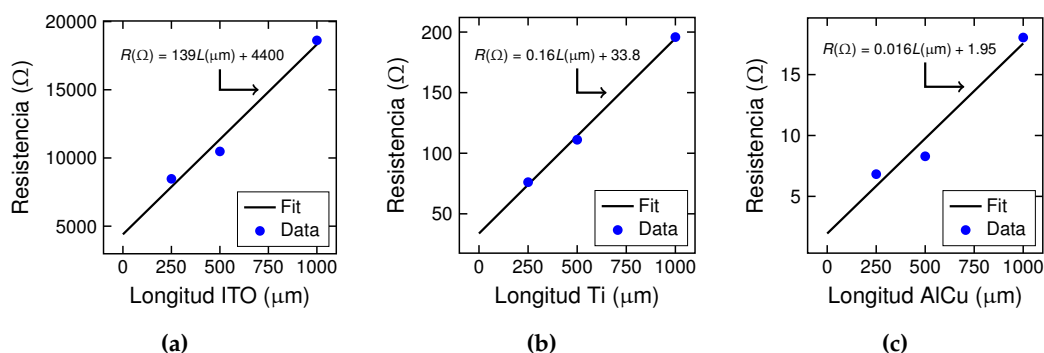 20000
15000
10000
5000
Resistencia (Ω)
R(Ω) = 139L(μm) + 4400
Fit
Data
0 250 500 750 1000
Longitud ITO (μm)
(a)
200
150
100
50
Resistencia (Ω)
R(Ω) = 0.16L(μm) + 33.8
Fit
Data
0 250 500 750 1000
Longitud Ti (μm)
(b)
15
10
5
Resistencia (Ω)
R(Ω) = 0.016L(μm) + 1.95
Fit
Data
0 250 500 750 1000
Longitud AlCu (μm)
(c)